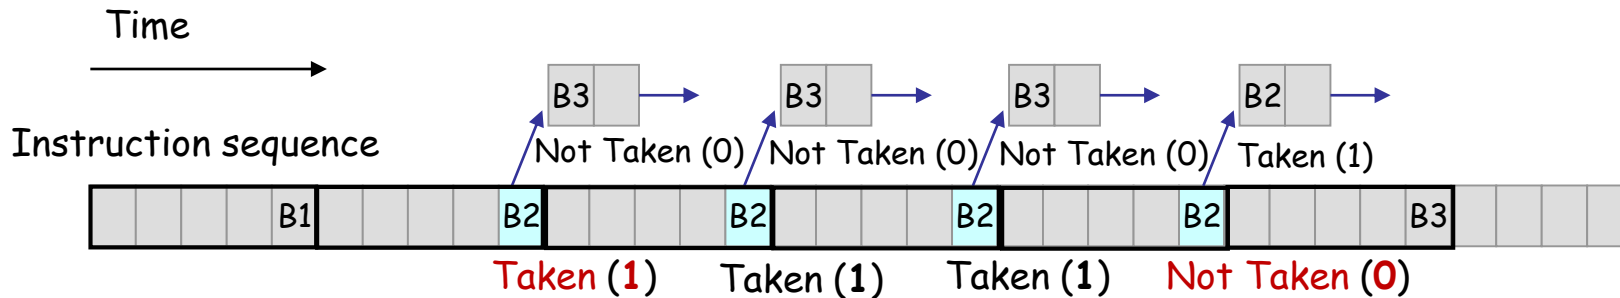 Time
B3 B3 B3 B2
Instruction sequence
Not Taken (0) Not Taken (0) Not Taken (0) Taken (1)
B1 B2 B2 B2 B2 B3
Taken (1) Taken (1) Taken (1) Not Taken (0)